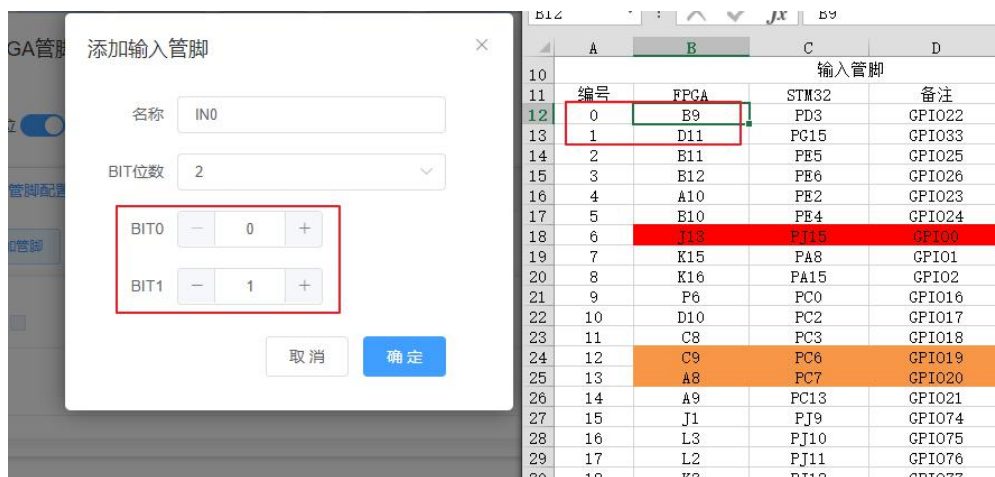 GA管脚
添加输入管脚
名称 IN0
BIT位数 2
管脚配置
BIT0 0
加管脚
BIT1 1
取消 确定
B12 fx B9
A B C D
10 输入管脚
11 编号 FPGA STM32 备注
12 0 B9 PD3 GPIO22
13 1 D11 PG15 GPIO33
14 2 B11 PE5 GPIO25
15 3 B12 PE6 GPIO26
16 4 A10 PE2 GPIO23
17 5 B10 PE4 GPIO24
18 6 J13 PJ15 GPIO0
19 7 K15 PA8 GPIO1
20 8 K16 PA15 GPIO2
21 9 P6 PC0 GPIO16
22 10 D10 PC2 GPIO17
23 11 C8 PC3 GPIO18
24 12 C9 PC6 GPIO19
25 13 A8 PC7 GPIO20
26 14 A9 PC13 GPIO21
27 15 J1 PJ9 GPIO74
28 16 L3 PJ10 GPIO75
29 17 L2 PJ11 GPIO76